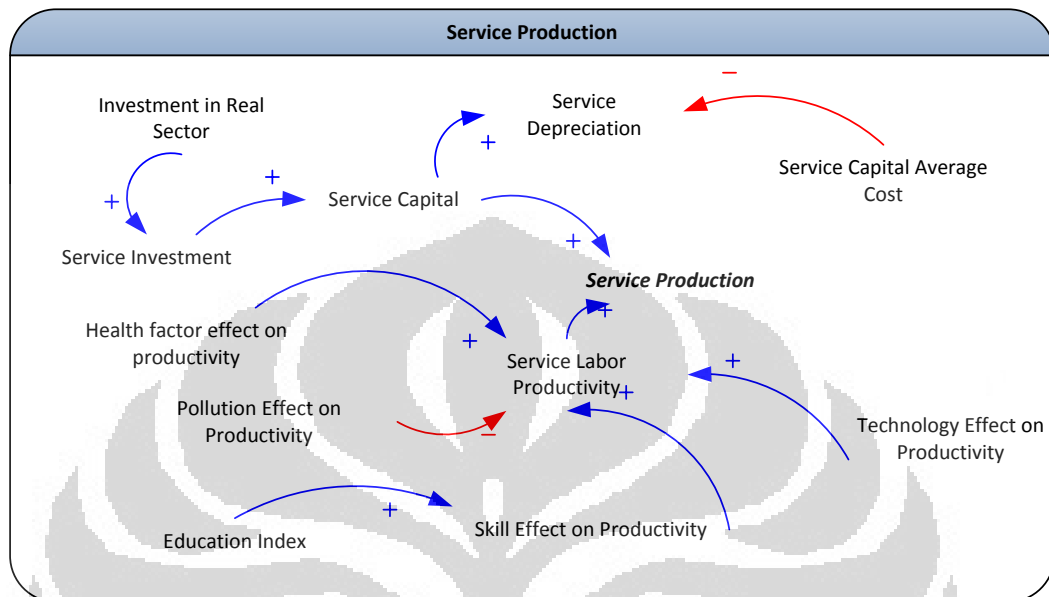 Service Production
−
Investment in Real
Sector
Service
Depreciation
+
+
Service Capital Average
Cost
+
Service Capital
+
Service Investment
Service Production
+
Health factor effect on
productivity
+
Service Labor
Productivity
+
+
Pollution Effect on
Productivity
−
Technology Effect on
Productivity
+
Education Index
Skill Effect on Productivity